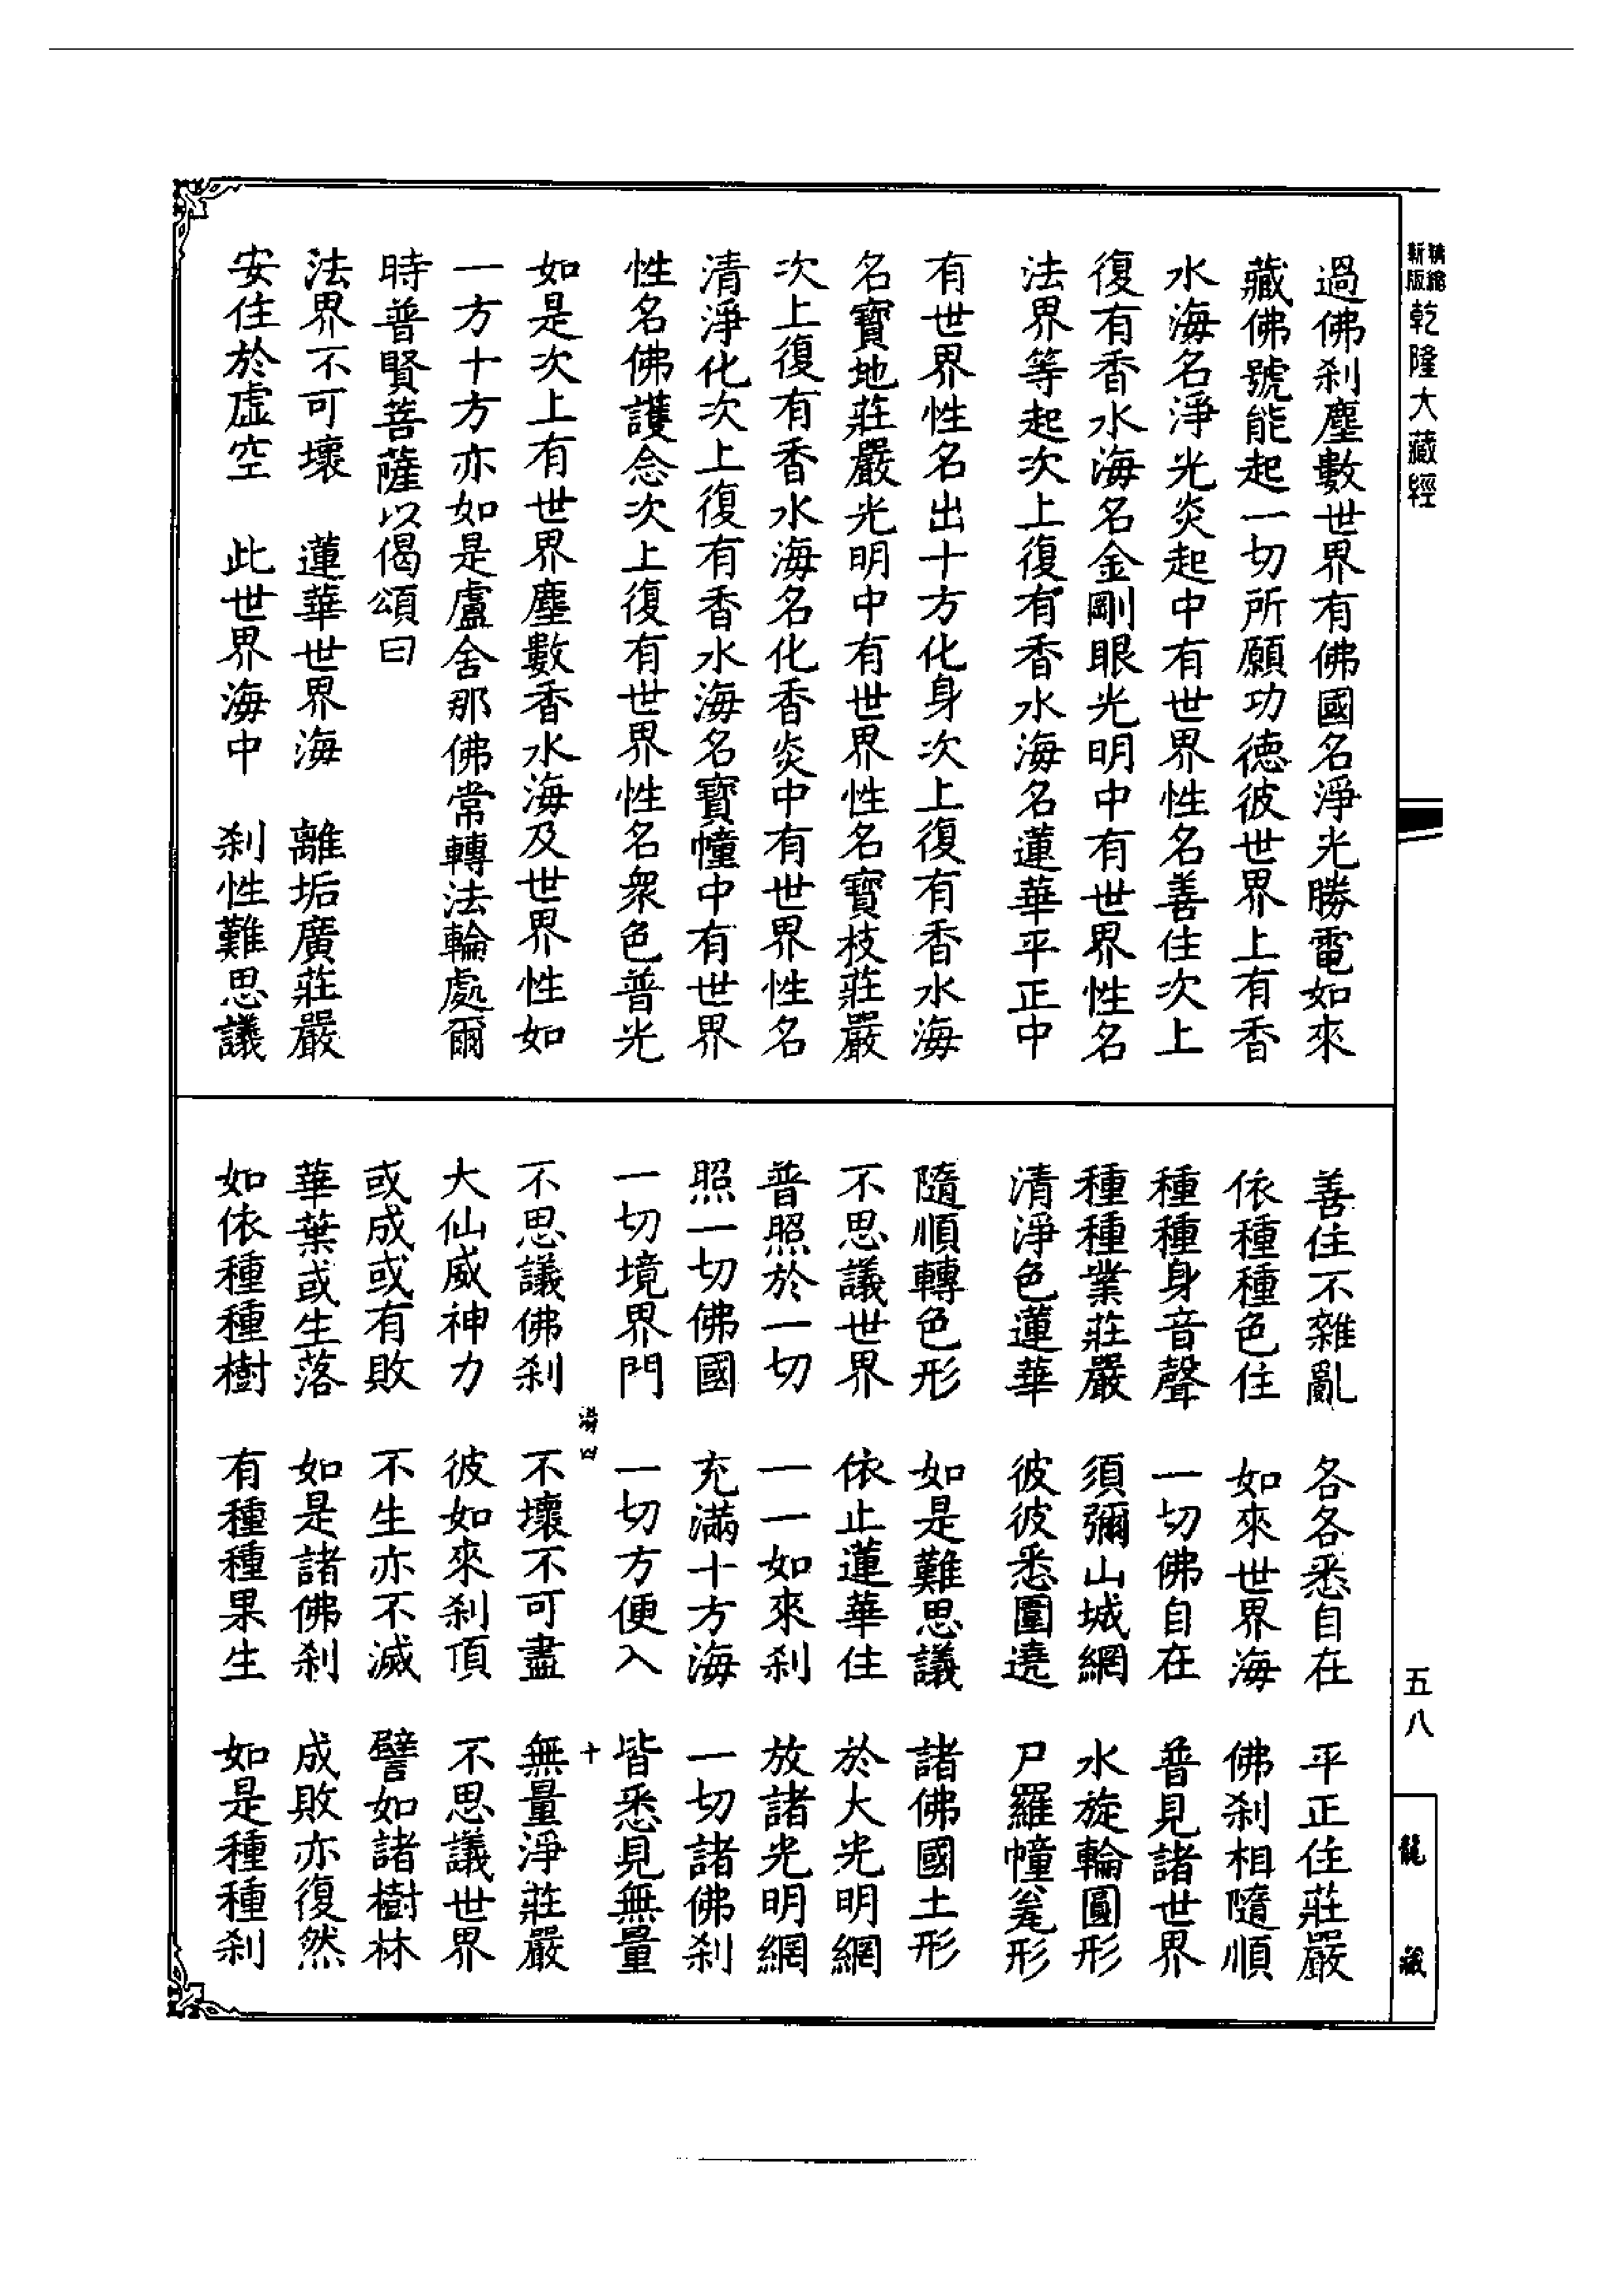 新版
精縮
乾隆大藏經
五八
龍藏
過佛刹塵數世界有佛國名淨光勝電如來
藏佛號能起一切所願功德彼世界上有香
水海名淨光炎起中有世界性名善住次上
復有香水海名金剛眼光明中有世界性名
法界等起次上復有香水海名蓮華平正中
有世界性名出十方化身次上復有香水海
名寶地莊嚴光明中有世界性名寶枝莊嚴
次上復有香水海名化香炎中有世界性名
清淨化次上復有香水海名寶幢中有世界
性名佛護念次上復有世界性名衆色普光
如是次上有世界塵數香水海及世界性如
一方十方亦如是盧舍那佛常轉法輪處爾
時普賢菩薩以偈頌曰
法界不可壞 蓮華世界海 離垢廣莊嚴
安住於虛空 此世界海中 刹性難思議
善住不雜亂 各各悉自在 平正住莊嚴
依種種色住 如來世界海 佛刹相隨順
種種身音聲 一切佛自在 普見諸世界
種種業莊嚴 須彌山城網 水旋輪圓形
清淨色蓮華 彼彼悉圍遶 尸羅幢㲲形
隨順轉色形 如是難思議 諸佛國土形
不思議世界 依止蓮華住 於大光明網
普照於一切 一一如來刹 放諸光明網
照一切佛國 充滿十方海 一切諸佛刹
一切境界門 一切方便入 皆悉見無量
十
不思議佛刹 不壞不可盡 無量淨莊嚴
大仙威神力 彼如來刹頂 不思議世界
或成或有敗 不生亦不滅 譬如諸樹林
華葉或生落 如是諸佛刹 成敗亦復然
如依種種樹 有種種果生 如是種種刹